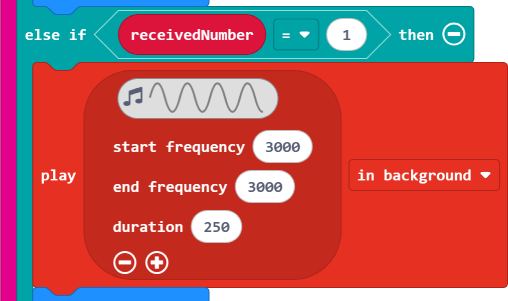 else if receivedNumber = 1 then
start frequency 3000
play end frequency 3000 in background
duration 250